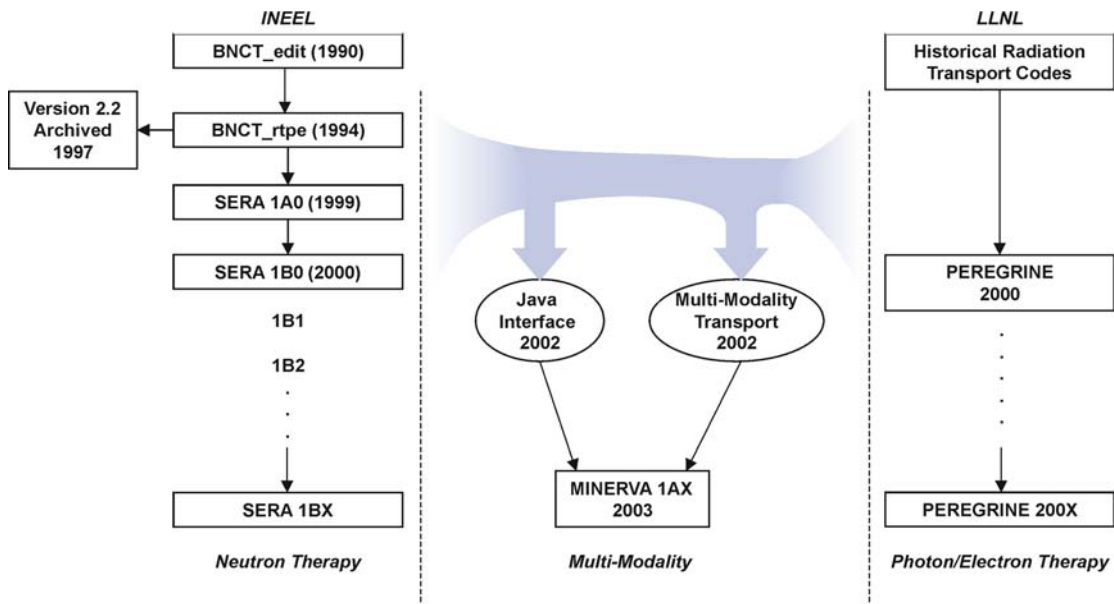 INEEL
BNCT_edit (1990)
Version 2.2
Archived
1997
BNCT_rtpe (1994)
SERA 1A0 (1999)
SERA 1B0 (2000)
1B1
1B2
SERA 1BX
Neutron Therapy
Java
Interface
2002
Multi-Modality
Transport
2002
MINERVA 1AX
2003
Multi-Modality
LLNL
Historical Radiation
Transport Codes
PEREGRINE
2000
PEREGRINE 200X
Photon/Electron Therapy